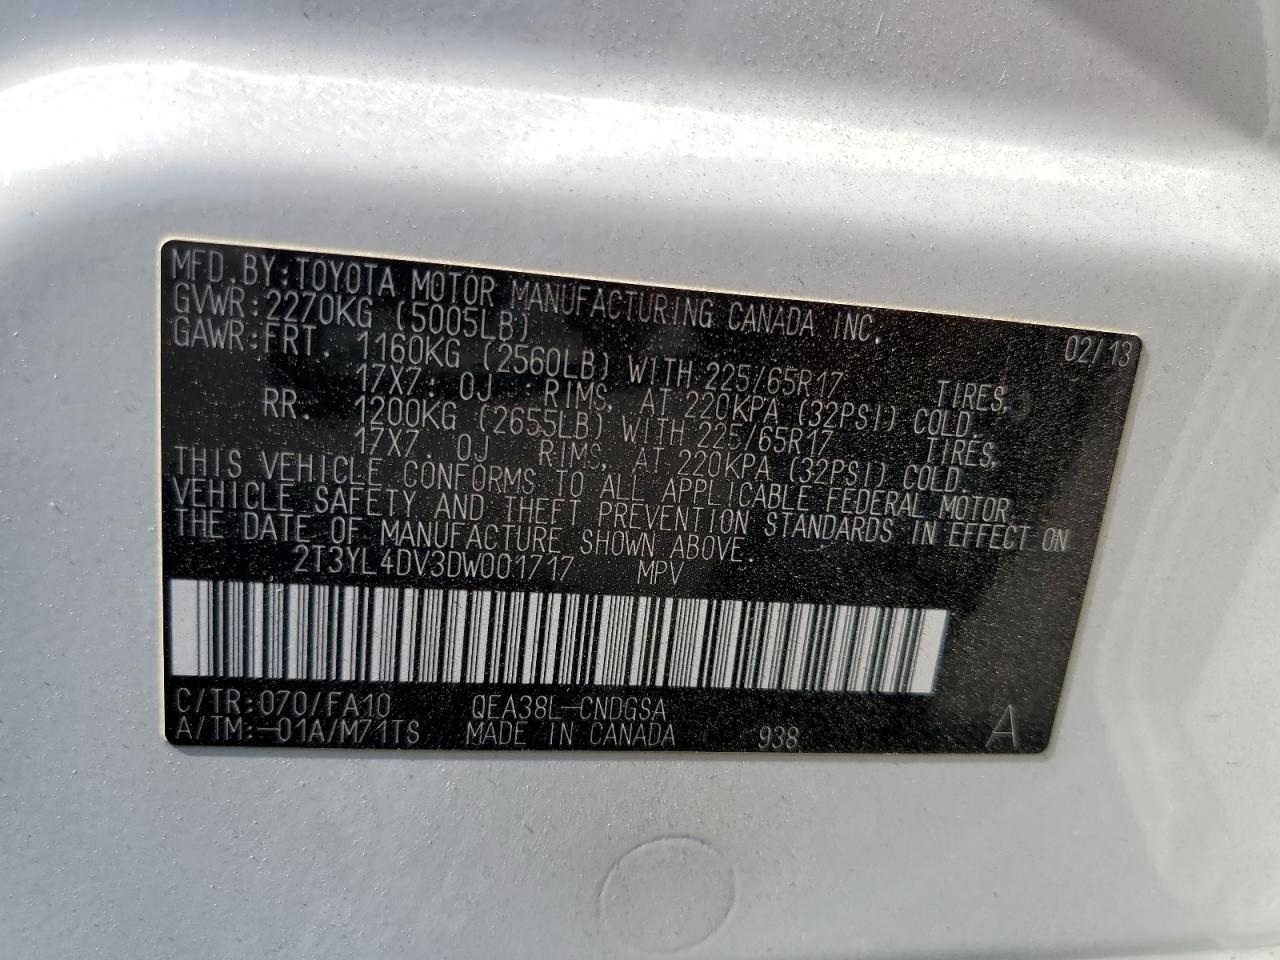 MFD. BY:TOYOTA MOTOR MANUFACTURING CANADA INC. 02/13
GVWR:2270KG (5005LB)
GAWR:FRT. 1160KG (2560LB) WITH 225/65R17 TIRES,
17X7. 0J RIMS, AT 220KPA (32PSI) COLD.
RR. 1200KG (2655LB) WITH 225/65R17 TIRES,
17X7. 0J RIMS, AT 220KPA (32PSI) COLD.
THIS VEHICLE CONFORMS TO ALL APPLICABLE FEDERAL MOTOR
VEHICLE SAFETY AND THEFT PREVENTION STANDARDS IN EFFECT ON
THE DATE OF MANUFACTURE SHOWN ABOVE.
2T3YL4DV3DW001717 MPV
C/TR:070/FA10 QEA38L-CNDGSA
A/TM:-01A/M71TS MADE IN CANADA 938 A